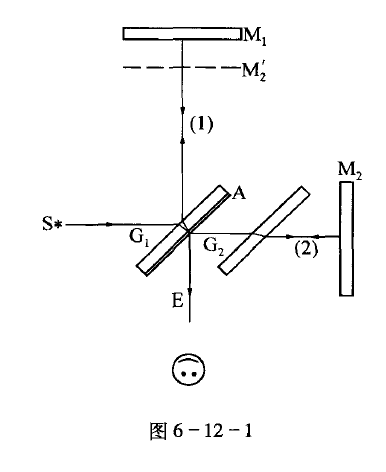 M₁
M₂′
(1)
M₂
A
S*
G₁
G₂
(2)
E
图 6-12-1